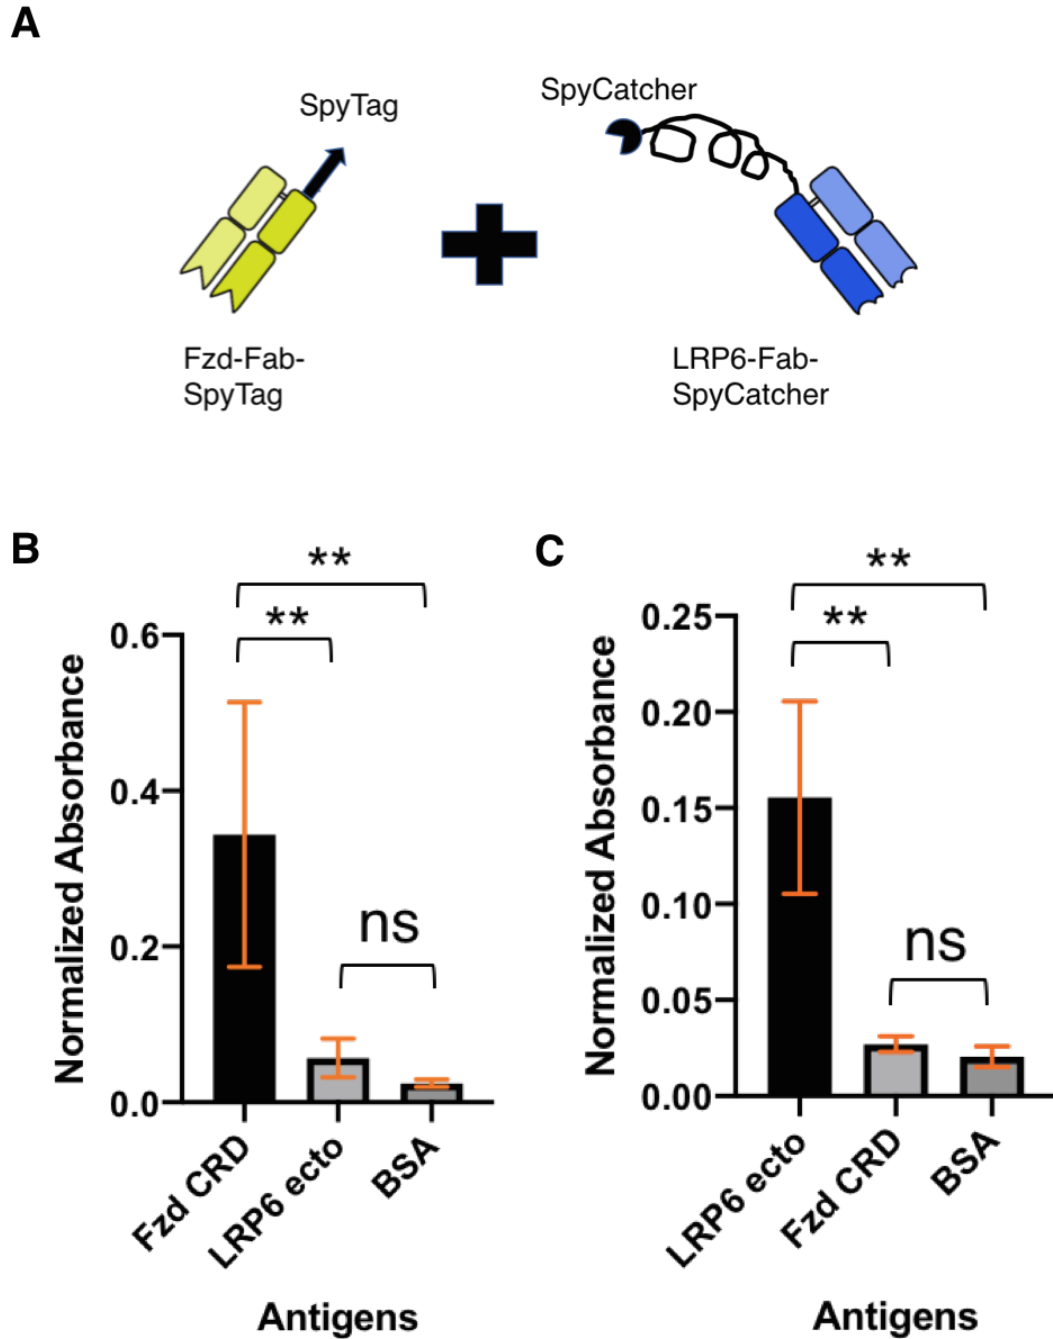 A
SpyTag
SpyCatcher
Fzd-Fab-
SpyTag
LRP6-Fab-
SpyCatcher
B
**
**
ns
Normalized Absorbance
0.6
0.4
0.2
0.0
Fzd CRD
LRP6 ecto
BSA
Antigens
C
**
**
ns
Normalized Absorbance
0.25
0.20
0.15
0.10
0.05
0.00
LRP6 ecto
Fzd CRD
BSA
Antigens